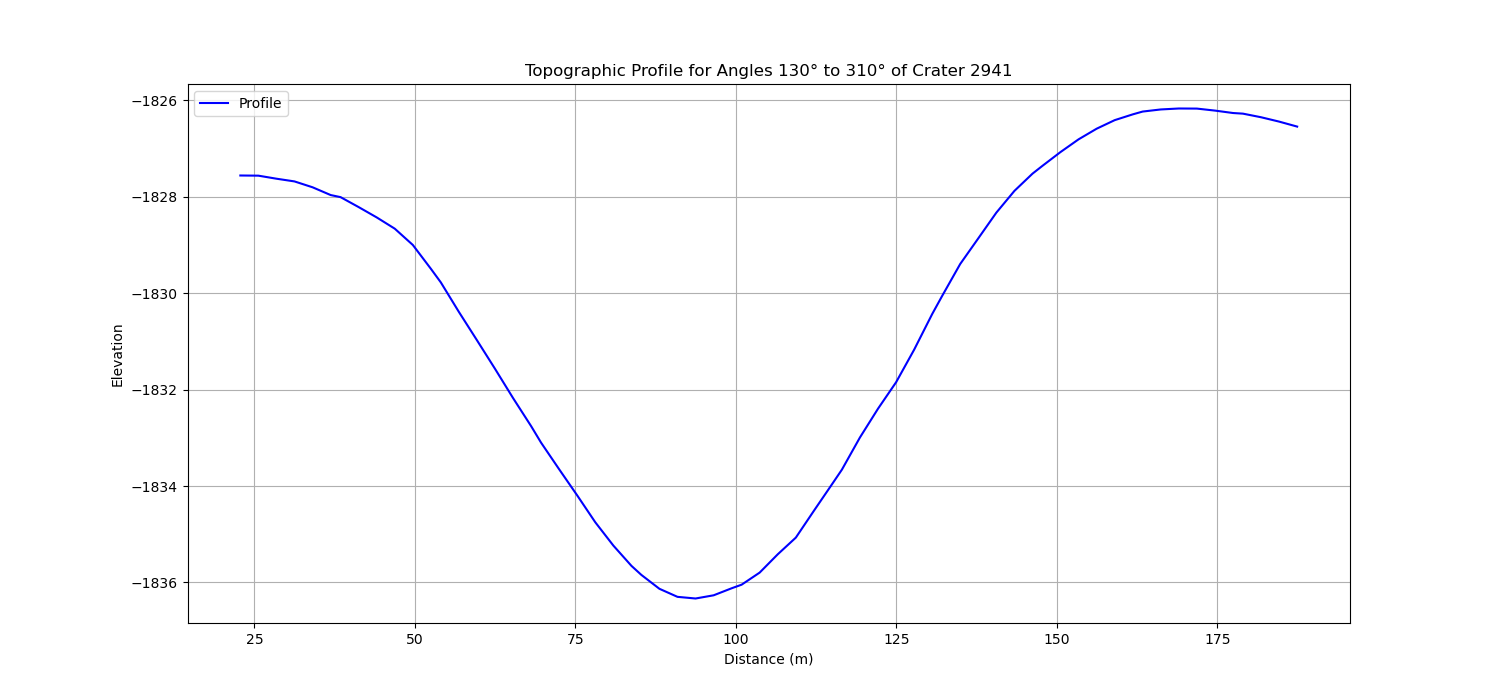 Topographic Profile for Angles 130° to 310° of Crater 2941
Profile
−1826
−1828
−1830
−1832
−1834
−1836
Elevation
25 50 75 100 125 150 175
Distance (m)